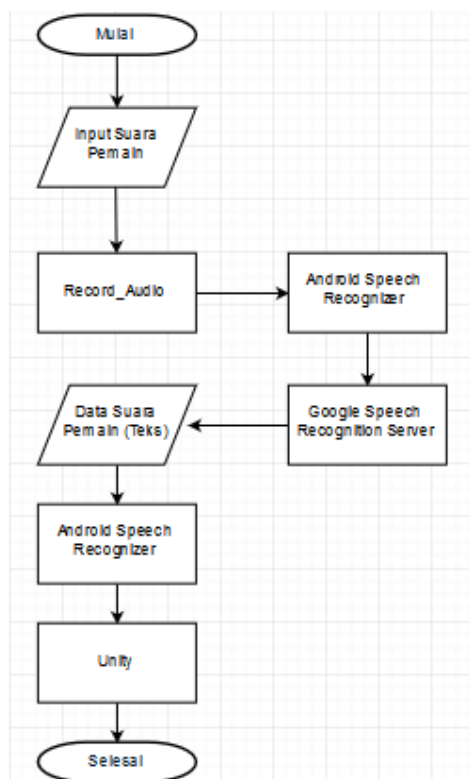 Mulai
Input Suara
Pemain
Record_Audio
Android Speech
Recognizer
Google Speech
Recognition Server
Data Suara
Pemain (Teks)
Android Speech
Recognizer
Unity
Selesai